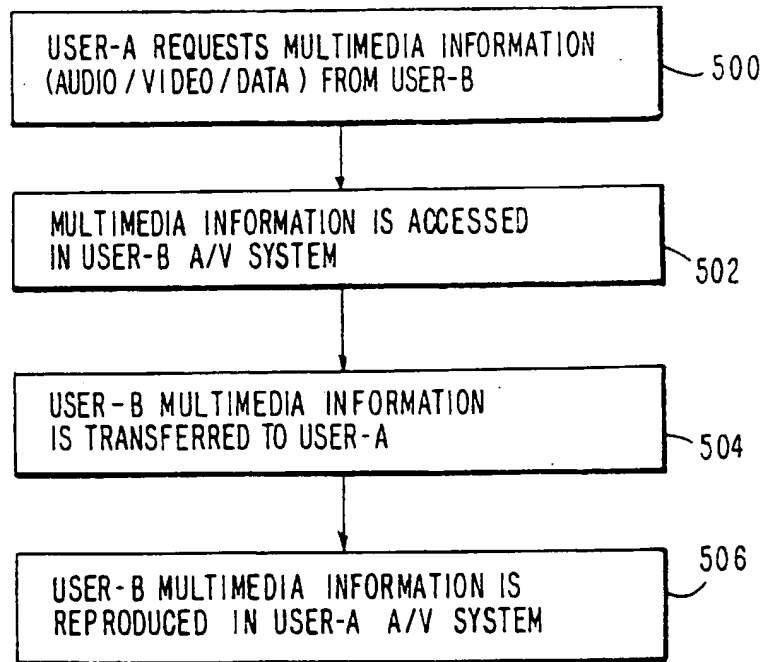 USER-A REQUESTS MULTIMEDIA INFORMATION
(AUDIO/VIDEO/DATA) FROM USER-B
500
MULTIMEDIA INFORMATION IS ACCESSED
IN USER-B A/V SYSTEM
502
USER-B MULTIMEDIA INFORMATION
IS TRANSFERRED TO USER-A
504
USER-B MULTIMEDIA INFORMATION IS
REPRODUCED IN USER-A A/V SYSTEM
506